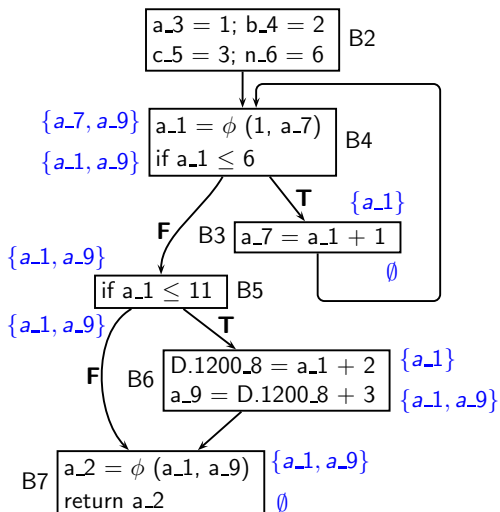 a_3 = 1; b_4 = 2
c_5 = 3; n_6 = 6
B2
{a_7, a_9}
a_1 = ϕ (1, a_7)
B4
{a_1, a_9}
if a_1 ≤ 6
F
T
{a_1}
B3
a_7 = a_1 + 1
∅
{a_1, a_9}
if a_1 ≤ 11
B5
{a_1, a_9}
F
T
B6
D.1200_8 = a_1 + 2
{a_1}
a_9 = D.1200_8 + 3
{a_1, a_9}
B7
a_2 = ϕ (a_1, a_9)
{a_1, a_9}
return a_2
∅